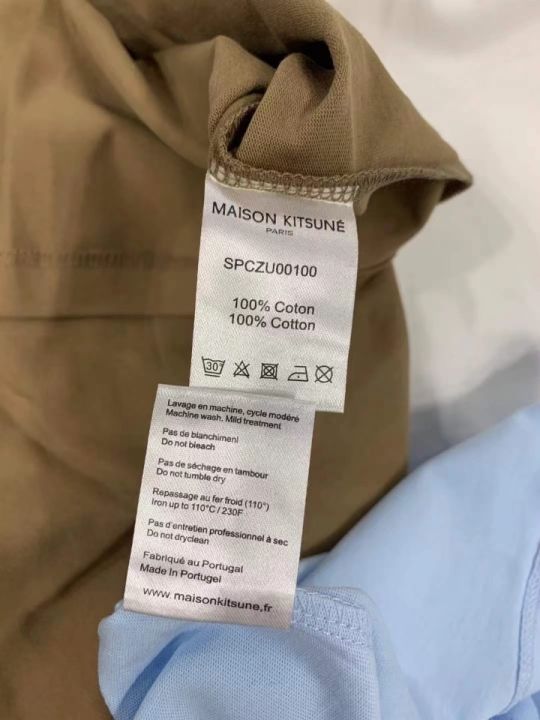 MAISON KITSUNÉ
PARIS
SPCZU00100
100% Coton
100% Cotton
30°
Lavage en machine, cycle modéré
Machine wash. Mild treatment
Pas de blanchiment
Do not bleach
Pas de séchage en tambour
Do not tumble dry
Repassage au fer froid (110°)
Iron up to 110°C / 230F
Pas d'entretien professionnel à sec
Do not dryclean
Fabriqué au Portugal
Made In Portugel
www.maisonkitsune.fr